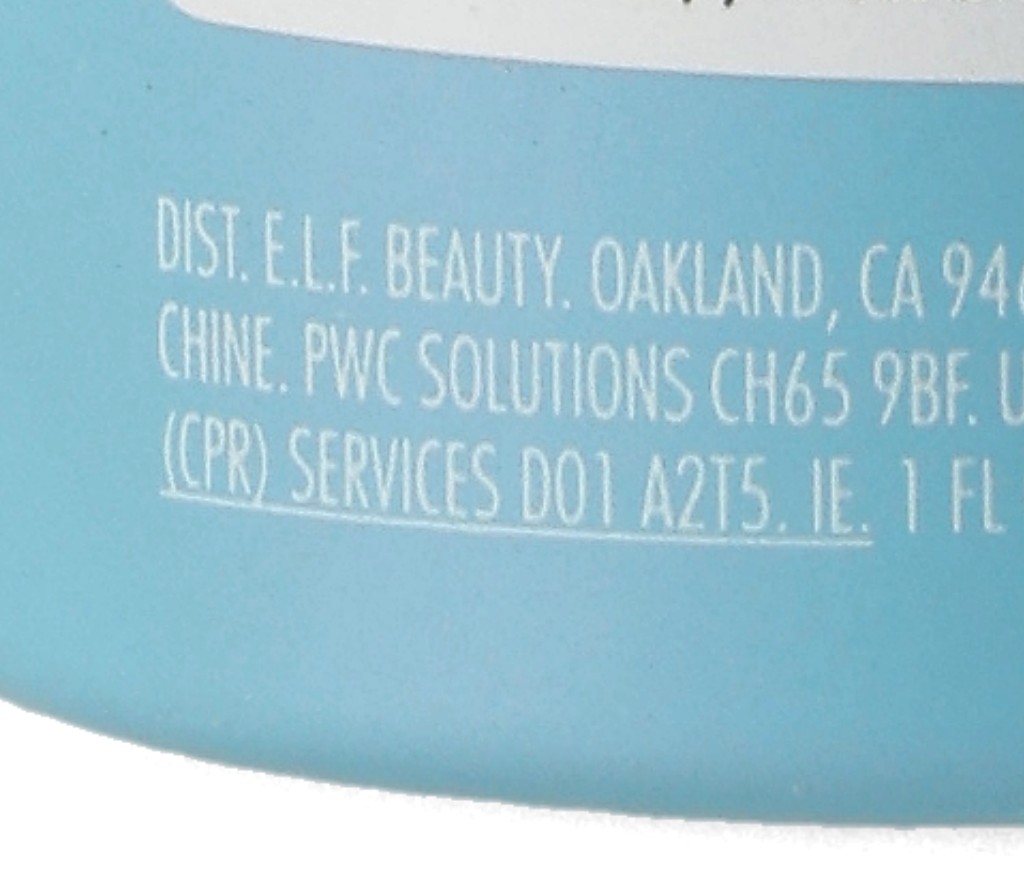 DIST. E.L.F. BEAUTY. OAKLAND, CA
CHINE. PWC SOLUTIONS CH65 9BF.
(CPR) SERVICES D01 A2T5. IE. 1 FL